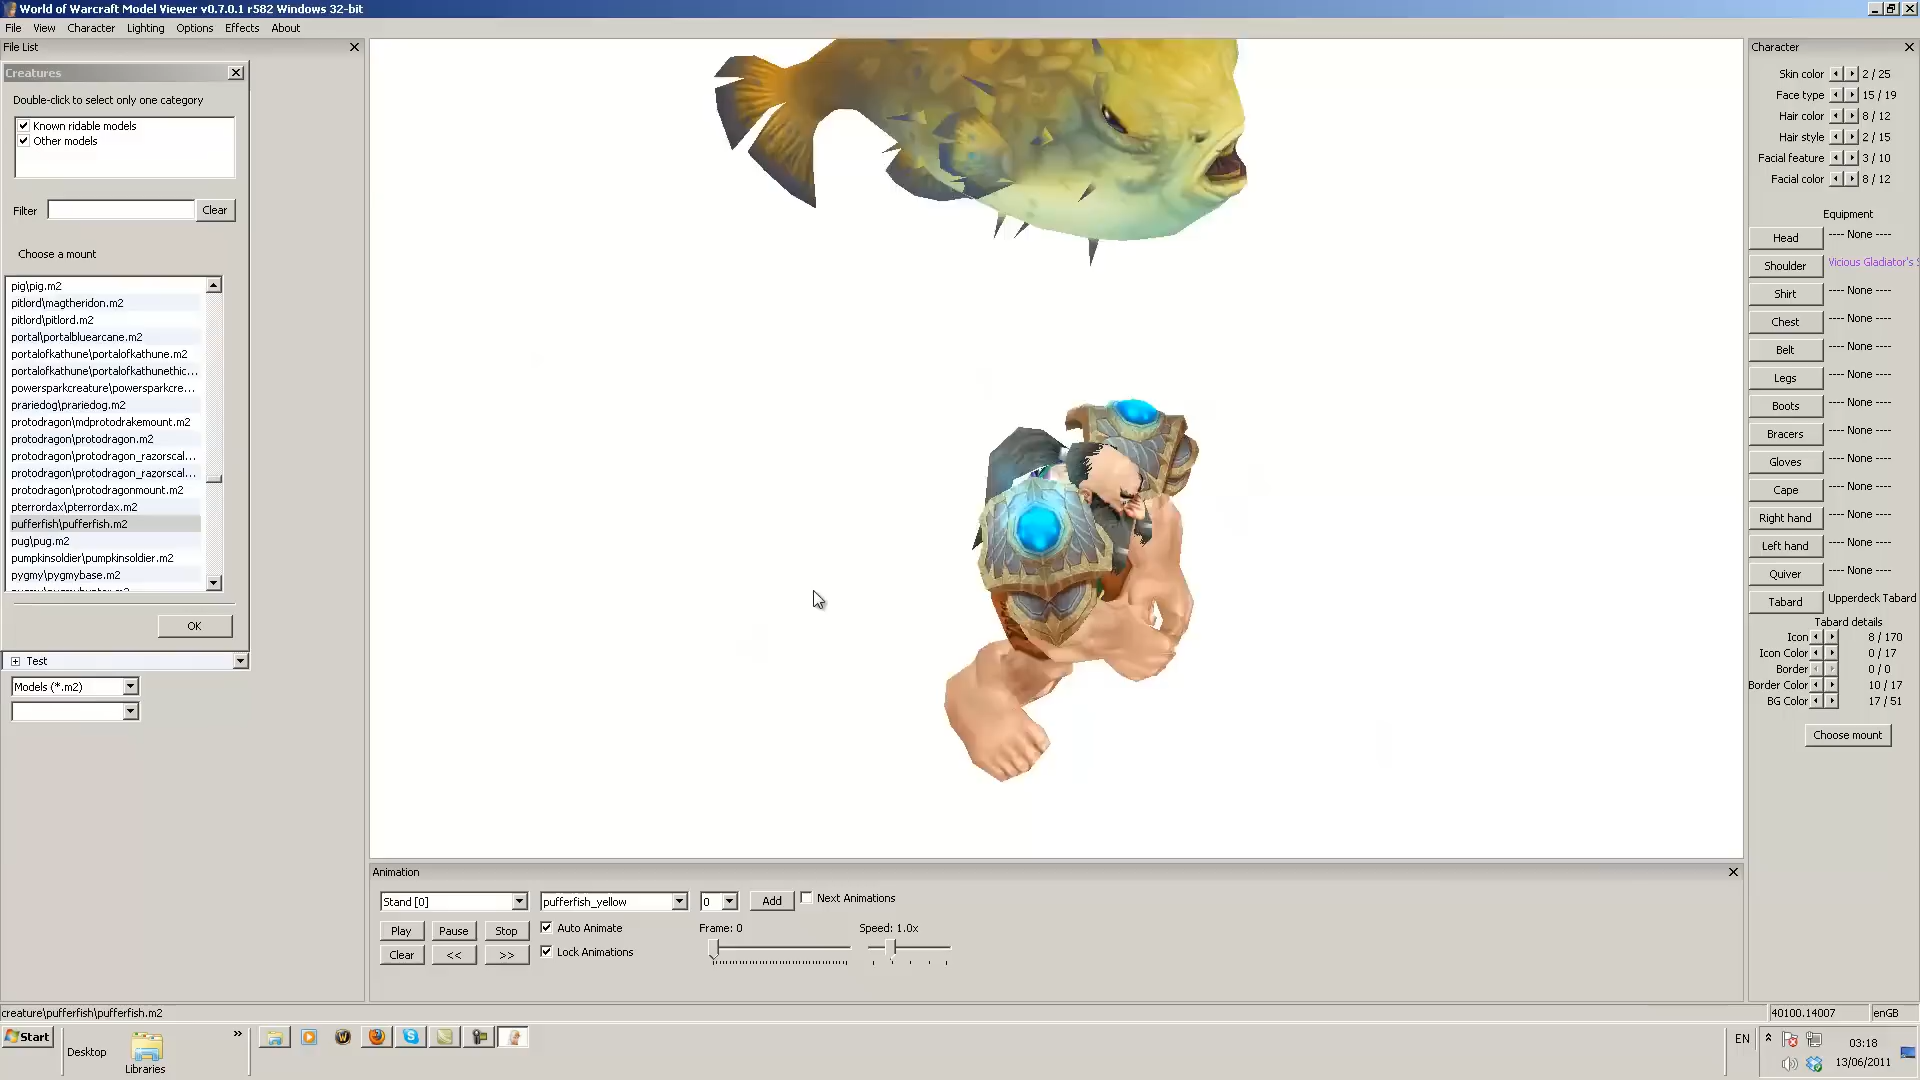 World of Warcraft Model Viewer v0.7.0.1 r582 Windows 32-bit
File View Character Lighting Options Effects About
File List
Creatures
Double-click to select only one category
Known ridable models
Other models
Filter
Clear
Choose a mount
pig\pig.m2
pitlord\magtheridon.m2
pitlord\pitlord.m2
portal\portalbluearcane.m2
portalofkathune\portalofkathune.m2
portalofkathune\portalofkathunethic...
powersparkcreature\powersparkcre...
prariedog\prariedog.m2
protodragon\mdprotodrakemount.m2
protodragon\protodragon.m2
protodragon\protodragon_razorscal...
protodragon\protodragon_razorscal...
protodragon\protodragonmount.m2
pterrordax\pterrordax.m2
pufferfish\pufferfish.m2
pug\pug.m2
pumpkinsoldier\pumpkinsoldier.m2
pygmy\pygmybase.m2
OK
Test
Models (*.m2)
Animation
Stand [0]
pufferfish_yellow
0
Add
Next Animations
Play Pause Stop
Auto Animate
Frame: 0
Speed: 1.0x
Clear << >>
Lock Animations
Character
Skin color 2 / 25
Face type 15 / 19
Hair color 8 / 12
Hair style 2 / 15
Facial feature 3 / 10
Facial color 8 / 12
Equipment
Head ---- None ----
Shoulder Vicious Gladiator's S
Shirt ---- None ----
Chest ---- None ----
Belt ---- None ----
Legs ---- None ----
Boots ---- None ----
Bracers ---- None ----
Gloves ---- None ----
Cape ---- None ----
Right hand ---- None ----
Left hand ---- None ----
Quiver ---- None ----
Tabard Upperdeck Tabard
Tabard details
Icon 8 / 170
Icon Color 0 / 17
Border 0 / 0
Border Color 10 / 17
BG Color 17 / 51
Choose mount
creature\pufferfish\pufferfish.m2
40100.14007
enGB
Start
Desktop
Libraries
EN
03:18
13/06/2011